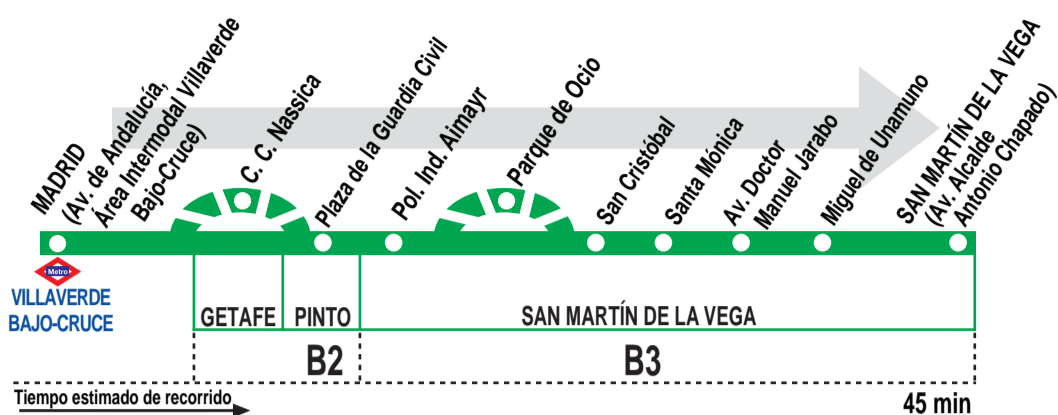 MADRID
(Av. de Andalucía,
Área Intermodal Villaverde
Bajo-Cruce)
C. C. Nassica
Plaza de la Guardia Civil
Pol. Ind. Aimayr
Parque de Ocio
San Cristóbal
Santa Mónica
Av. Doctor
Manuel Jarabo
Miguel de Unamuno
SAN MARTÍN DE LA VEGA
(Av. Alcalde
Antonio Chapado)
Metro
VILLAVERDE
BAJO-CRUCE
GETAFE
PINTO
SAN MARTÍN DE LA VEGA
B2
B3
Tiempo estimado de recorrido
45 min